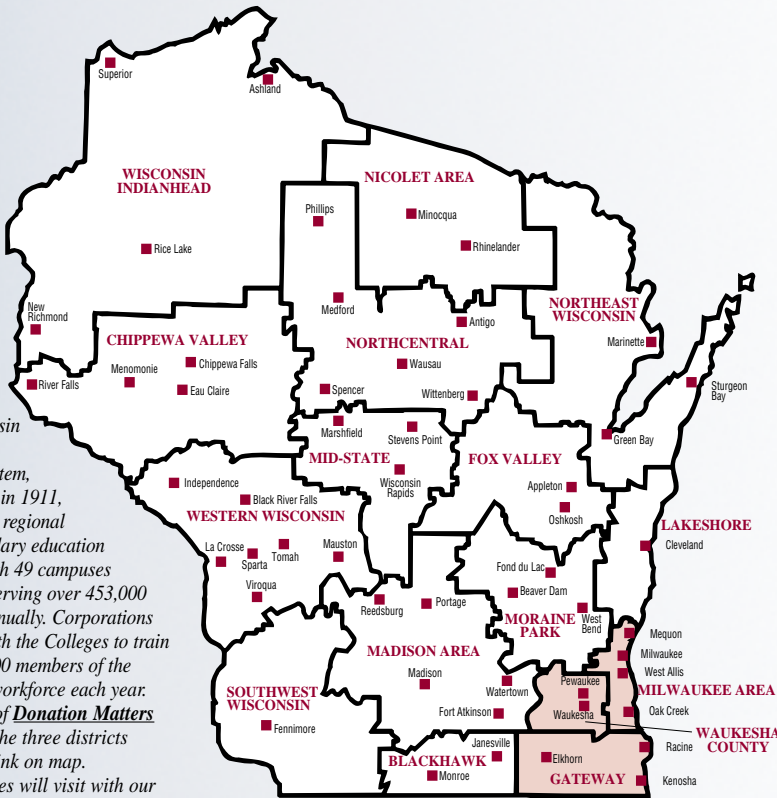 Superior
Ashland
WISCONSIN
INDIANHEAD
NICOLET AREA
Phillips
Minocqua
Rice Lake
Rhinelander
New
Richmond
Medford
NORTHEAST
WISCONSIN
Antigo
CHIPPEWA VALLEY
NORTHCENTRAL
Marinette
Chippewa Falls
Wausau
Menomonie
River Falls
Eau Claire
Spencer
Wittenberg
Sturgeon
Bay
Marshfield
Stevens Point
Green Bay
MID-STATE
FOX VALLEY
Wisconsin
Rapids
Independence
Appleton
Black River Falls
Oshkosh
WESTERN WISCONSIN
LAKESHORE
Cleveland
La Crosse
Sparta
Tomah
Mauston
Viroqua
Fond du Lac
Beaver Dam
Reedsburg
Portage
MORAINE
PARK
West
Bend
Mequon
Milwaukee
West Allis
MADISON AREA
Madison
Watertown
Pewaukee
Waukesha
MILWAUKEE AREA
SOUTHWEST
WISCONSIN
Fort Atkinson
Oak Creek
Fennimore
WAUKESHA
COUNTY
Janesville
Racine
BLACKHAWK
Monroe
Elkhorn
GATEWAY
Kenosha
sin
tem,
in 1911,
regional
dary education
h 49 campuses
erving over 453,000
nually. Corporations
th the Colleges to train
00 members of the
workforce each year.
of Donation Matters
he three districts
ink on map.
es will visit with our